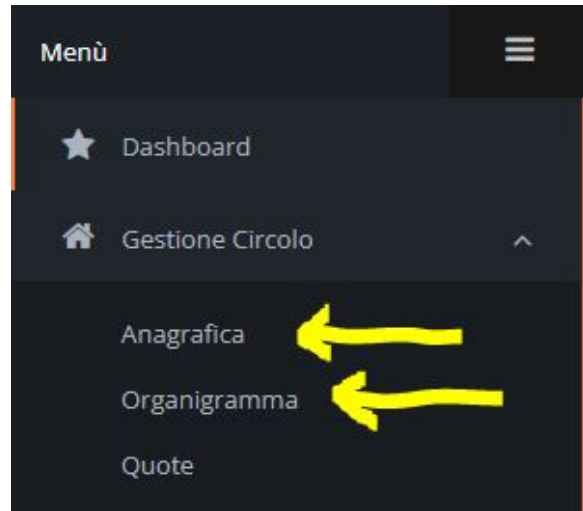 Menù
Dashboard
Gestione Circolo
Anagrafica
Organigramma
Quote